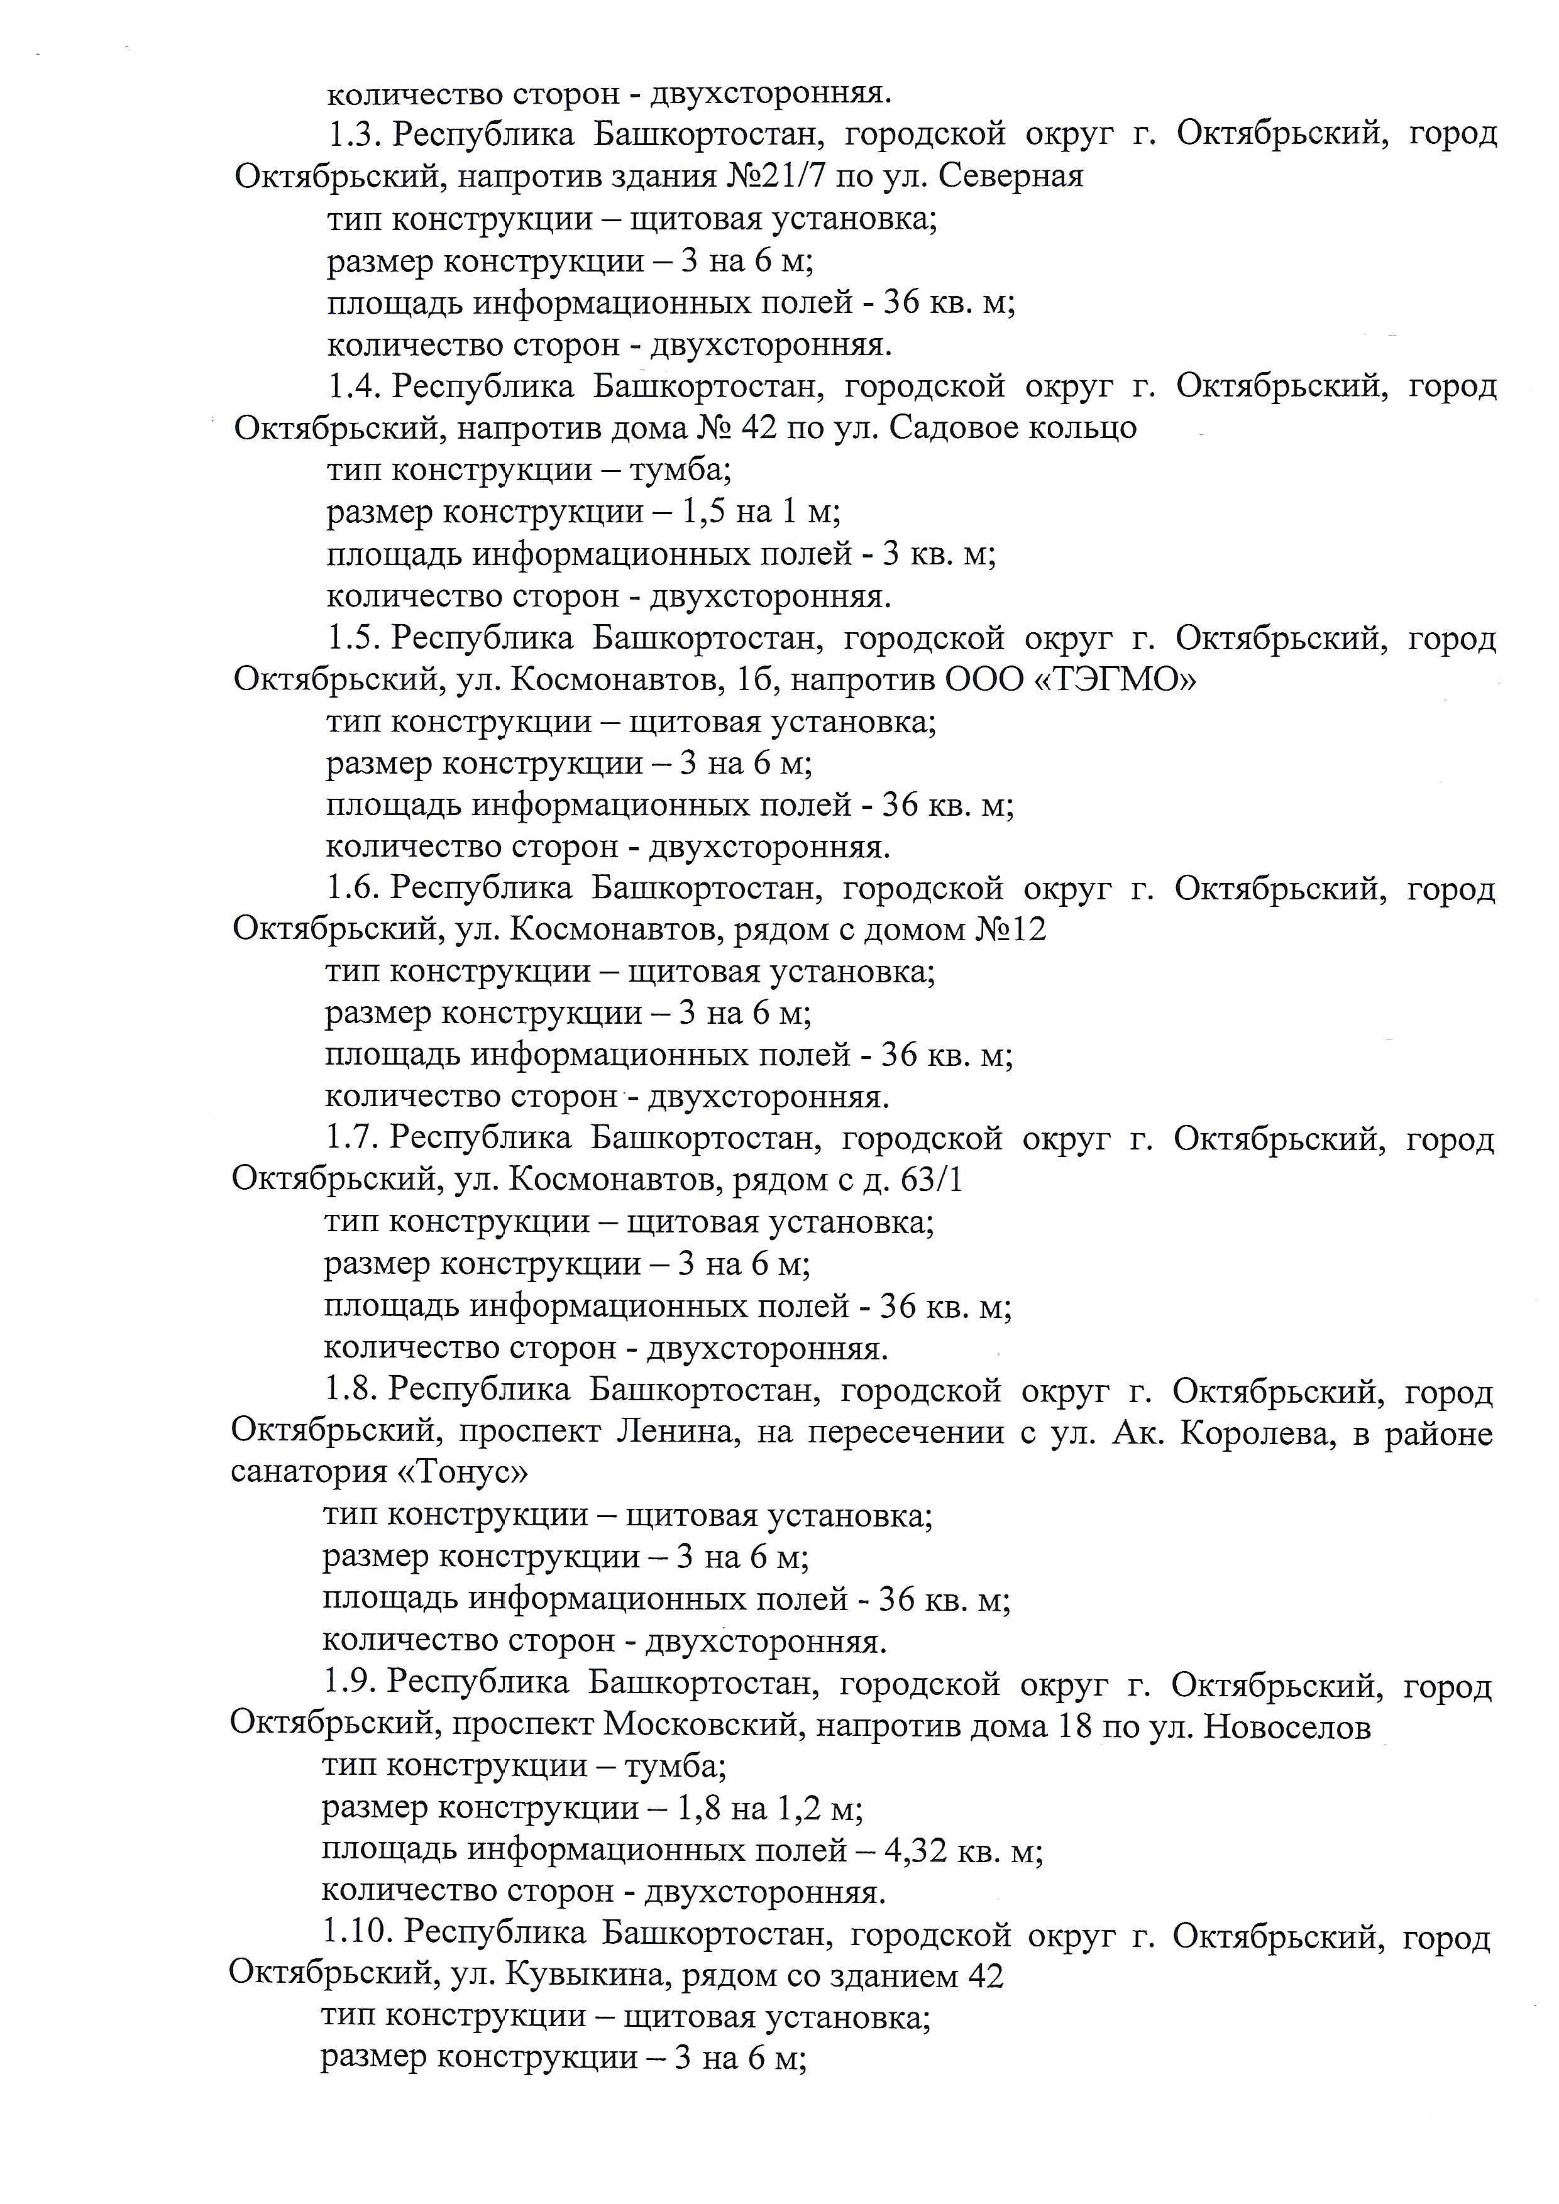 количество сторон - двухсторонняя.
1.3. Республика Башкортостан, городской округ г. Октябрьский, город
Октябрьский, напротив здания №21/7 по ул. Северная
тип конструкции – щитовая установка;
размер конструкции – 3 на 6 м;
площадь информационных полей - 36 кв. м;
количество сторон - двухсторонняя.
1.4. Республика Башкортостан, городской округ г. Октябрьский, город
Октябрьский, напротив дома № 42 по ул. Садовое кольцо
тип конструкции – тумба;
размер конструкции – 1,5 на 1 м;
площадь информационных полей - 3 кв. м;
количество сторон - двухсторонняя.
1.5. Республика Башкортостан, городской округ г. Октябрьский, город
Октябрьский, ул. Космонавтов, 1б, напротив ООО «ТЭГМО»
тип конструкции – щитовая установка;
размер конструкции – 3 на 6 м;
площадь информационных полей - 36 кв. м;
количество сторон - двухсторонняя.
1.6. Республика Башкортостан, городской округ г. Октябрьский, город
Октябрьский, ул. Космонавтов, рядом с домом №12
тип конструкции – щитовая установка;
размер конструкции – 3 на 6 м;
площадь информационных полей - 36 кв. м;
количество сторон - двухсторонняя.
1.7. Республика Башкортостан, городской округ г. Октябрьский, город
Октябрьский, ул. Космонавтов, рядом с д. 63/1
тип конструкции – щитовая установка;
размер конструкции – 3 на 6 м;
площадь информационных полей - 36 кв. м;
количество сторон - двухсторонняя.
1.8. Республика Башкортостан, городской округ г. Октябрьский, город
Октябрьский, проспект Ленина, на пересечении с ул. Ак. Королева, в районе
санатория «Тонус»
тип конструкции – щитовая установка;
размер конструкции – 3 на 6 м;
площадь информационных полей - 36 кв. м;
количество сторон - двухсторонняя.
1.9. Республика Башкортостан, городской округ г. Октябрьский, город
Октябрьский, проспект Московский, напротив дома 18 по ул. Новоселов
тип конструкции – тумба;
размер конструкции – 1,8 на 1,2 м;
площадь информационных полей – 4,32 кв. м;
количество сторон - двухсторонняя.
1.10. Республика Башкортостан, городской округ г. Октябрьский, город
Октябрьский, ул. Кувыкина, рядом со зданием 42
тип конструкции – щитовая установка;
размер конструкции – 3 на 6 м;